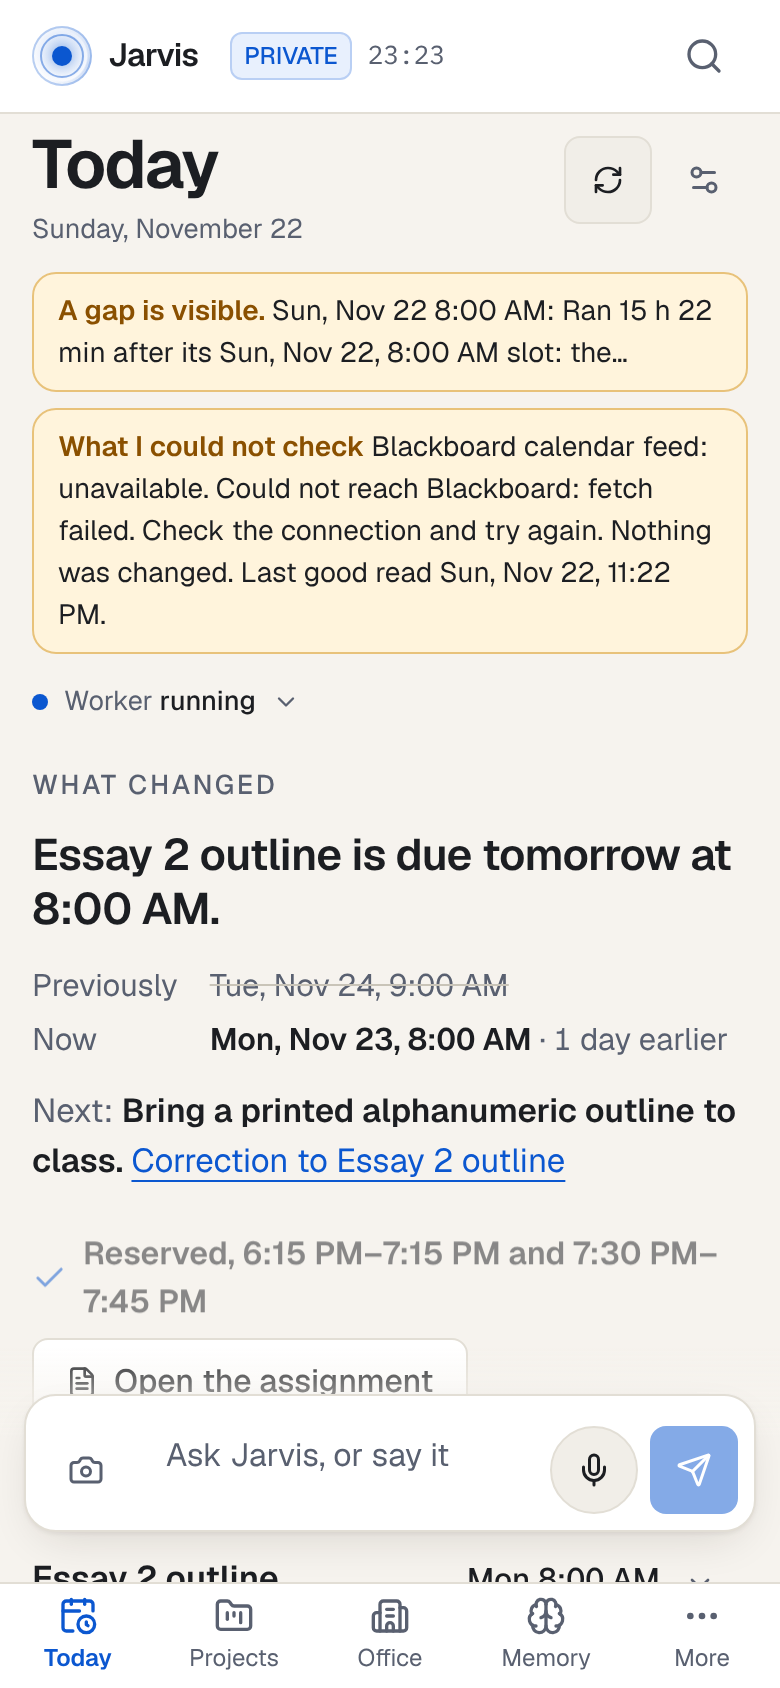 Jarvis PRIVATE 23:23
Today
Sunday, November 22
A gap is visible. Sun, Nov 22 8:00 AM: Ran 15 h 22
min after its Sun, Nov 22, 8:00 AM slot: the…
What I could not check Blackboard calendar feed:
unavailable. Could not reach Blackboard: fetch
failed. Check the connection and try again. Nothing
was changed. Last good read Sun, Nov 22, 11:22
PM.
Worker running
WHAT CHANGED
Essay 2 outline is due tomorrow at
8:00 AM.
Previously Tue, Nov 24, 9:00 AM
Now Mon, Nov 23, 8:00 AM · 1 day earlier
Next: Bring a printed alphanumeric outline to
class. Correction to Essay 2 outline
Reserved, 6:15 PM–7:15 PM and 7:30 PM–
7:45 PM
Open the assignment
Ask Jarvis, or say it
Essay 2 outline Mon 8:00 AM
Today Projects Office Memory More